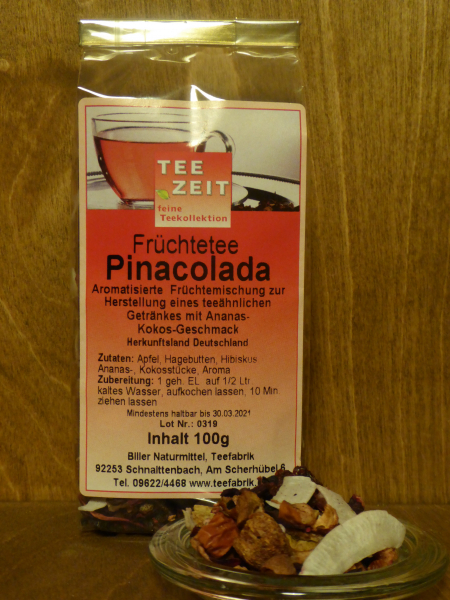 TEE
ZEIT
feine
Teekollektion
Früchtetee
Pinacolada
Aromatisierte Früchtemischung zur
Herstellung eines teeähnlichen
Getränkes mit Ananas-
Kokos-Geschmack
Herkunftsland Deutschland
Zutaten: Apfel, Hagebutten, Hibiskus
Ananas-, Kokosstücke, Aroma
Zubereitung: 1 geh. EL auf 1/2 Ltr
kaltes Wasser, aufkochen lassen, 10 Min.
ziehen lassen
Mindestens haltbar bis 30.03.2021
Lot Nr.: 0319
Inhalt 100g
Biller Naturmittel, Teefabrik
92253 Schnaittenbach, Am Scherhübel 6
Tel. 09622/4468 www.teefabrik.